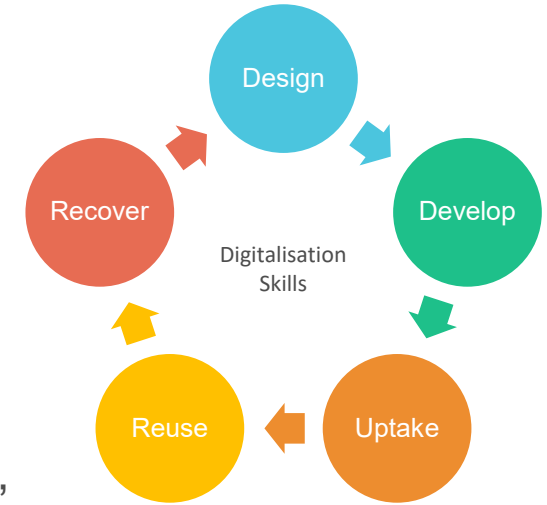 Design
Recover
Develop
Digitalisation
Skills
Reuse
Uptake
,